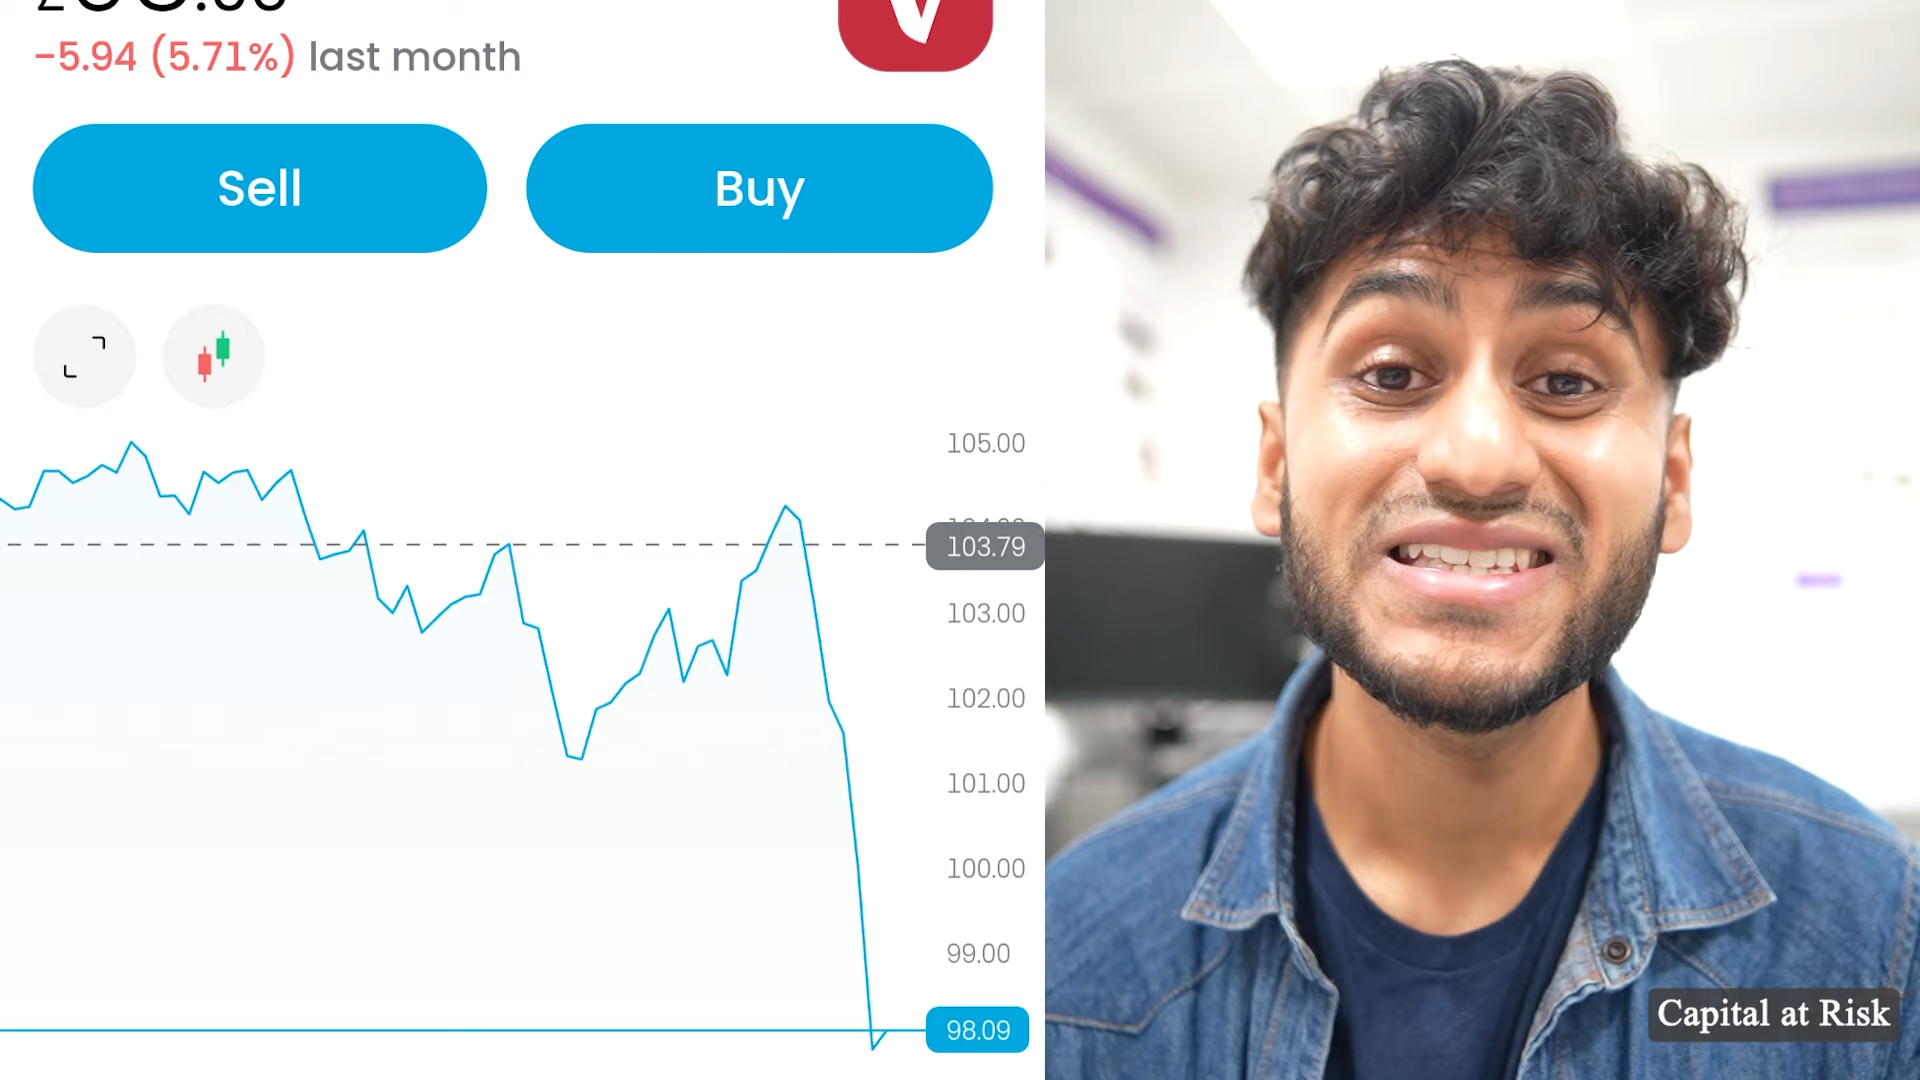 −5.94 (5.71%) last month
Sell
Buy
105.00
103.79
103.00
102.00
101.00
100.00
99.00
98.09
Capital at Risk